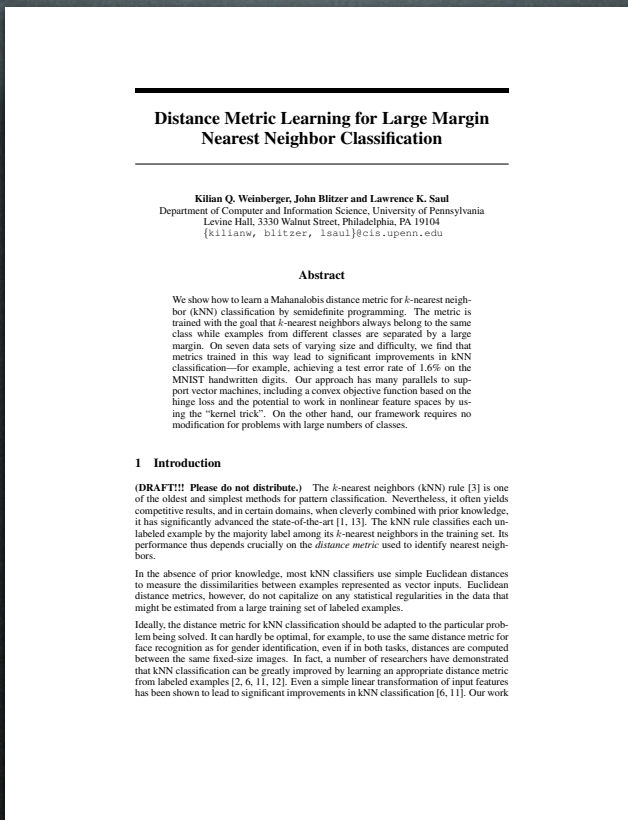 Distance Metric Learning for Large Margin
Nearest Neighbor Classification
Kilian Q. Weinberger, John Blitzer and Lawrence K. Saul
Department of Computer and Information Science, University of Pennsylvania
Levine Hall, 3330 Walnut Street, Philadelphia, PA 19104
{kilianw, blitzer, lsaul}@cis.upenn.edu
Abstract
We show how to learn a Mahanalobis distance metric for k-nearest neigh-
bor (kNN) classification by semidefinite programming. The metric is
trained with the goal that k-nearest neighbors always belong to the same
class while examples from different classes are separated by a large
margin. On seven data sets of varying size and difficulty, we find that
metrics trained in this way lead to significant improvements in kNN
classification—for example, achieving a test error rate of 1.6% on the
MNIST handwritten digits. Our approach has many parallels to sup-
port vector machines, including a convex objective function based on the
hinge loss and the potential to work in nonlinear feature spaces by us-
ing the “kernel trick”. On the other hand, our framework requires no
modification for problems with large numbers of classes.
1 Introduction
(DRAFT!!! Please do not distribute.) The k-nearest neighbors (kNN) rule [3] is one
of the oldest and simplest methods for pattern classification. Nevertheless, it often yields
competitive results, and in certain domains, when cleverly combined with prior knowledge,
it has significantly advanced the state-of-the-art [1, 13]. The kNN rule classifies each un-
labeled example by the majority label among its k-nearest neighbors in the training set. Its
performance thus depends crucially on the distance metric used to identify nearest neigh-
bors.
In the absence of prior knowledge, most kNN classifiers use simple Euclidean distances
to measure the dissimilarities between examples represented as vector inputs. Euclidean
distance metrics, however, do not capitalize on any statistical regularities in the data that
might be estimated from a large training set of labeled examples.
Ideally, the distance metric for kNN classification should be adapted to the particular prob-
lem being solved. It can hardly be optimal, for example, to use the same distance metric for
face recognition as for gender identification, even if in both tasks, distances are computed
between the same fixed-size images. In fact, a number of researchers have demonstrated
that kNN classification can be greatly improved by learning an appropriate distance metric
from labeled examples [2, 6, 11, 12]. Even a simple linear transformation of input features
has been shown to lead to significant improvements in kNN classification [6, 11]. Our work